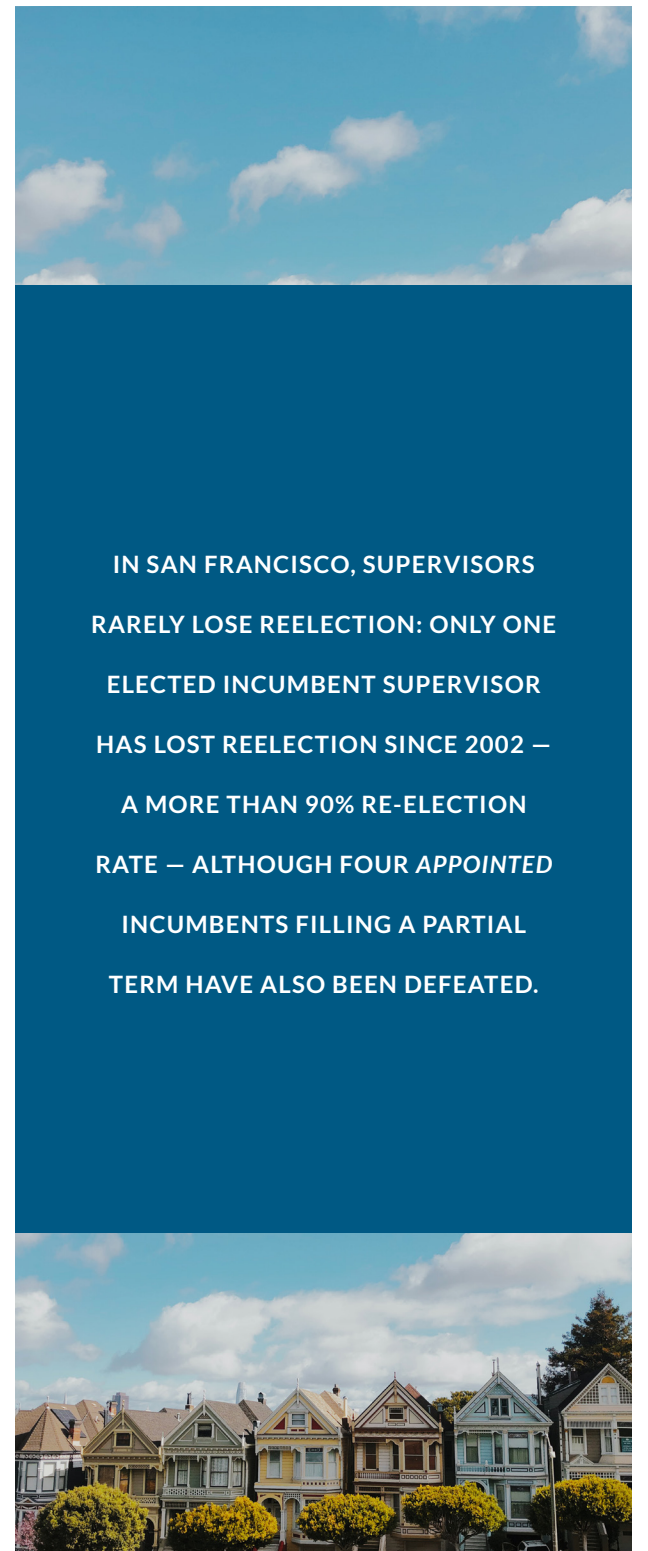 IN SAN FRANCISCO, SUPERVISORS
RARELY LOSE REELECTION: ONLY ONE
ELECTED INCUMBENT SUPERVISOR
HAS LOST REELECTION SINCE 2002 —
A MORE THAN 90% RE-ELECTION
RATE — ALTHOUGH FOUR APPOINTED
INCUMBENTS FILLING A PARTIAL
TERM HAVE ALSO BEEN DEFEATED.